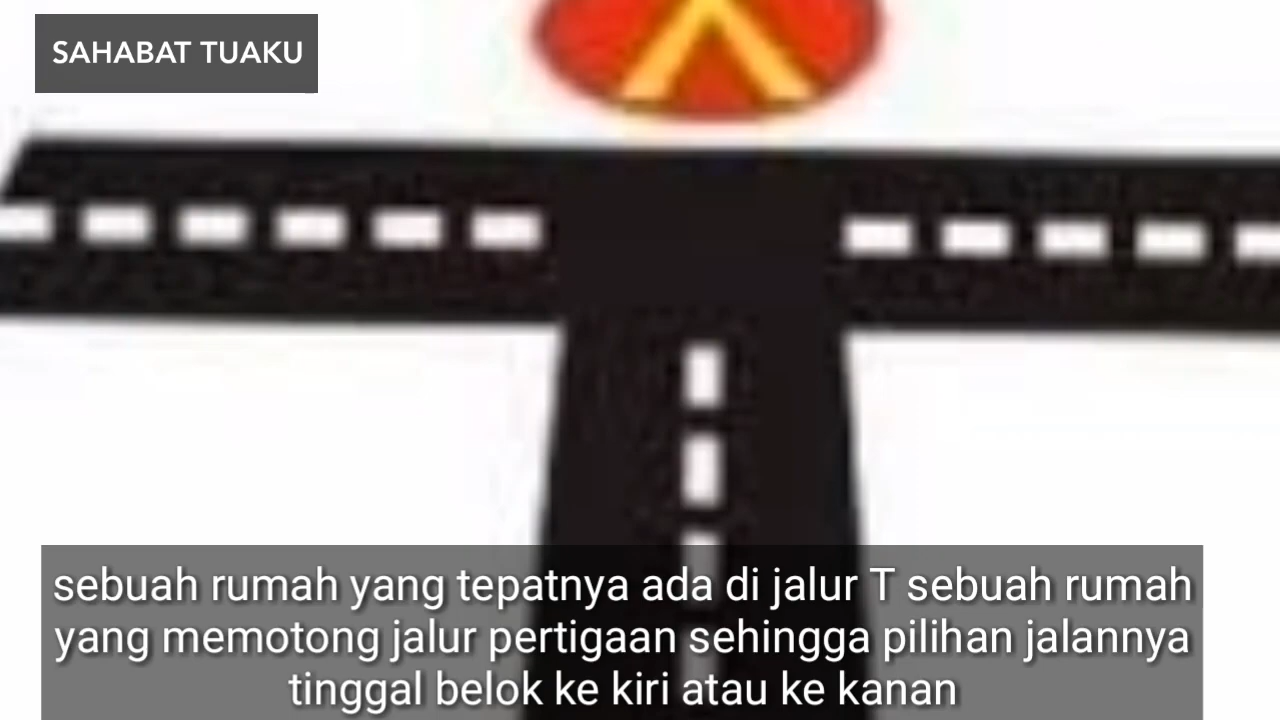 SAHABAT TUAKU
sebuah rumah yang tepatnya ada di jalur T sebuah rumah
yang memotong jalur pertigaan sehingga pilihan jalannya
tinggal belok ke kiri atau ke kanan